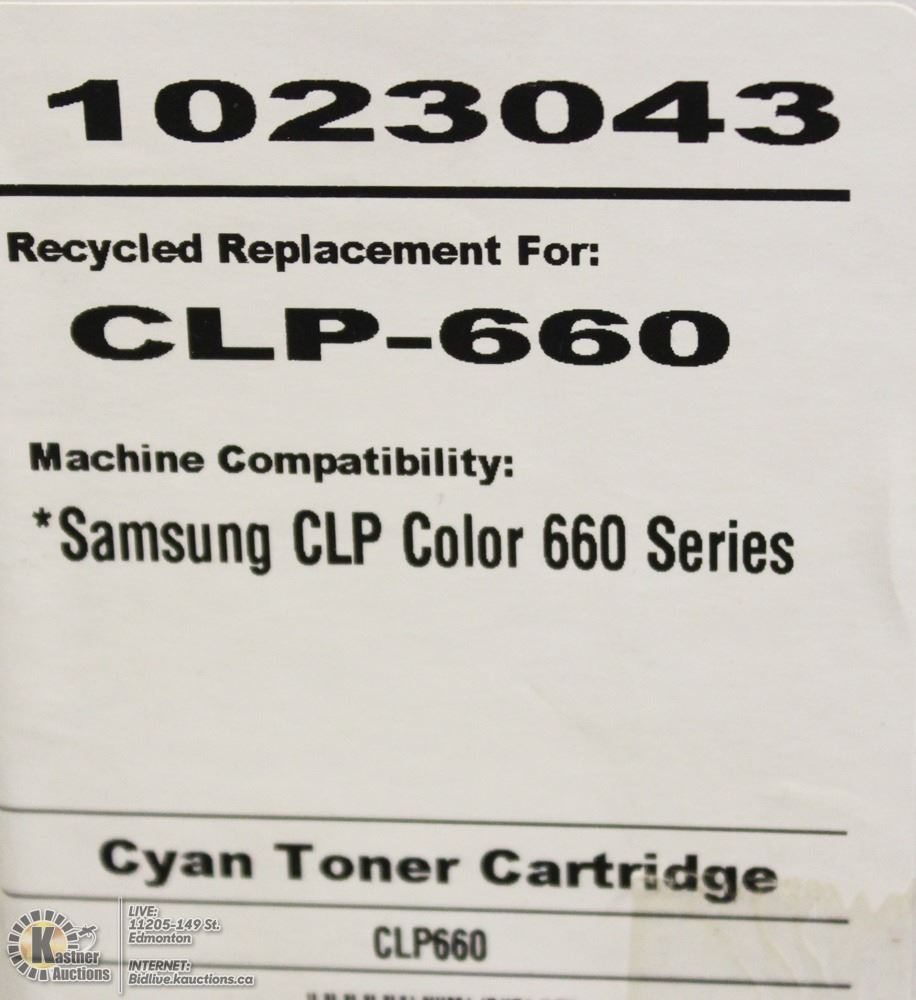 1023043
Recycled Replacement For:
CLP-660
Machine Compatibility:
*Samsung CLP Color 660 Series
Cyan Toner Cartridge
CLP660
Kastner
Auctions
LIVE:
11205-149 St.
Edmonton
INTERNET:
Bidlive.kauctions.ca